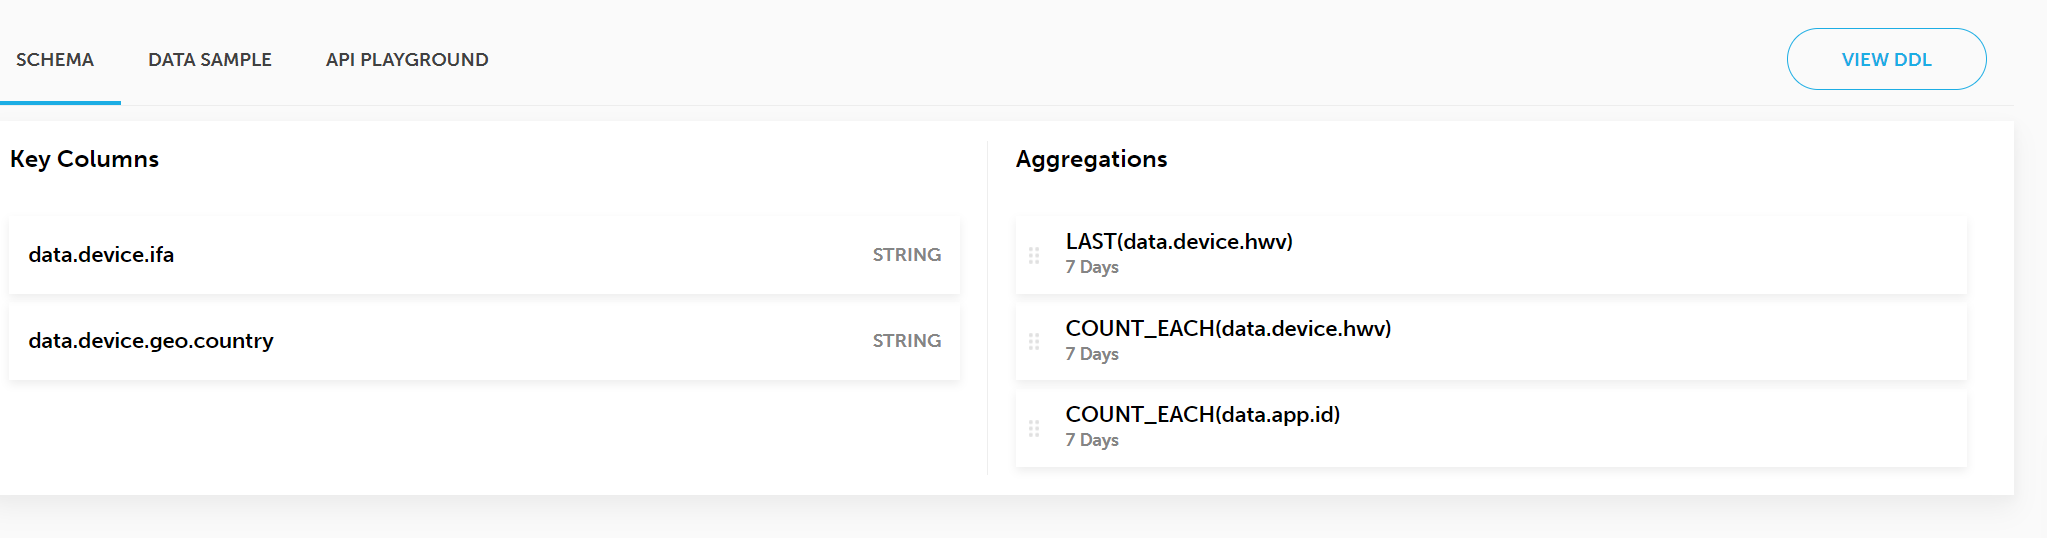 SCHEMA DATA SAMPLE API PLAYGROUND VIEW DDL
Key Columns
data.device.ifa STRING
data.device.geo.country STRING
Aggregations
LAST(data.device.hwv)
7 Days
COUNT_EACH(data.device.hwv)
7 Days
COUNT_EACH(data.app.id)
7 Days